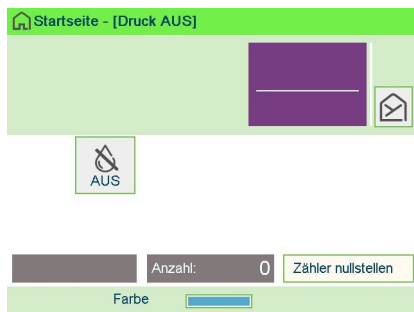 Startseite - [Druck AUS]
AUS
Anzahl: 0 Zähler nullstellen
Farbe